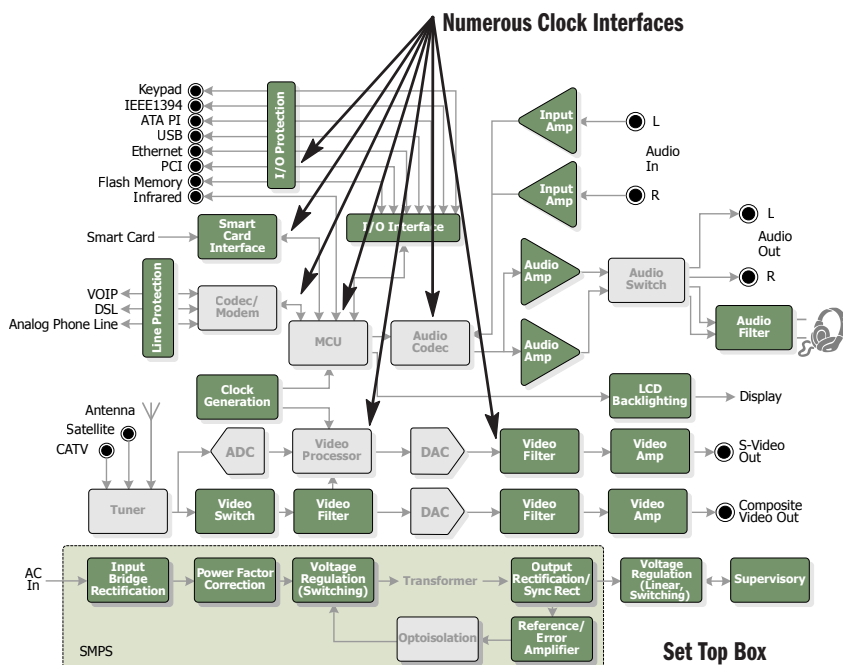 Numerous Clock Interfaces
Keypad
IEEE1394
ATA PI
USB
Ethernet
PCI
Flash Memory
Infrared
I/O Protection
Input
Amp
L
Audio
In
Input
Amp
R
Smart Card
Smart
Card
Interface
I/O Interface
L
Audio
Out
R
Audio
Amp
Audio
Switch
VOIP
DSL
Analog Phone Line
Line Protection
Codec/
Modem
MCU
Audio
Codec
Audio
Amp
Audio
Filter
Clock
Generation
LCD
Backlighting
Display
Antenna
Satellite
CATV
ADC
Video
Processor
DAC
Video
Filter
Video
Amp
S-Video
Out
Tuner
Video
Switch
Video
Filter
DAC
Video
Filter
Video
Amp
Composite
Video Out
AC
In
Input
Bridge
Rectification
Power Factor
Correction
Voltage
Regulation
(Switching)
Transformer
Output
Rectification/
Sync Rect
Voltage
Regulation
(Linear,
Switching)
Supervisory
Optoisolation
Reference/
Error
Amplifier
SMPS
Set Top Box